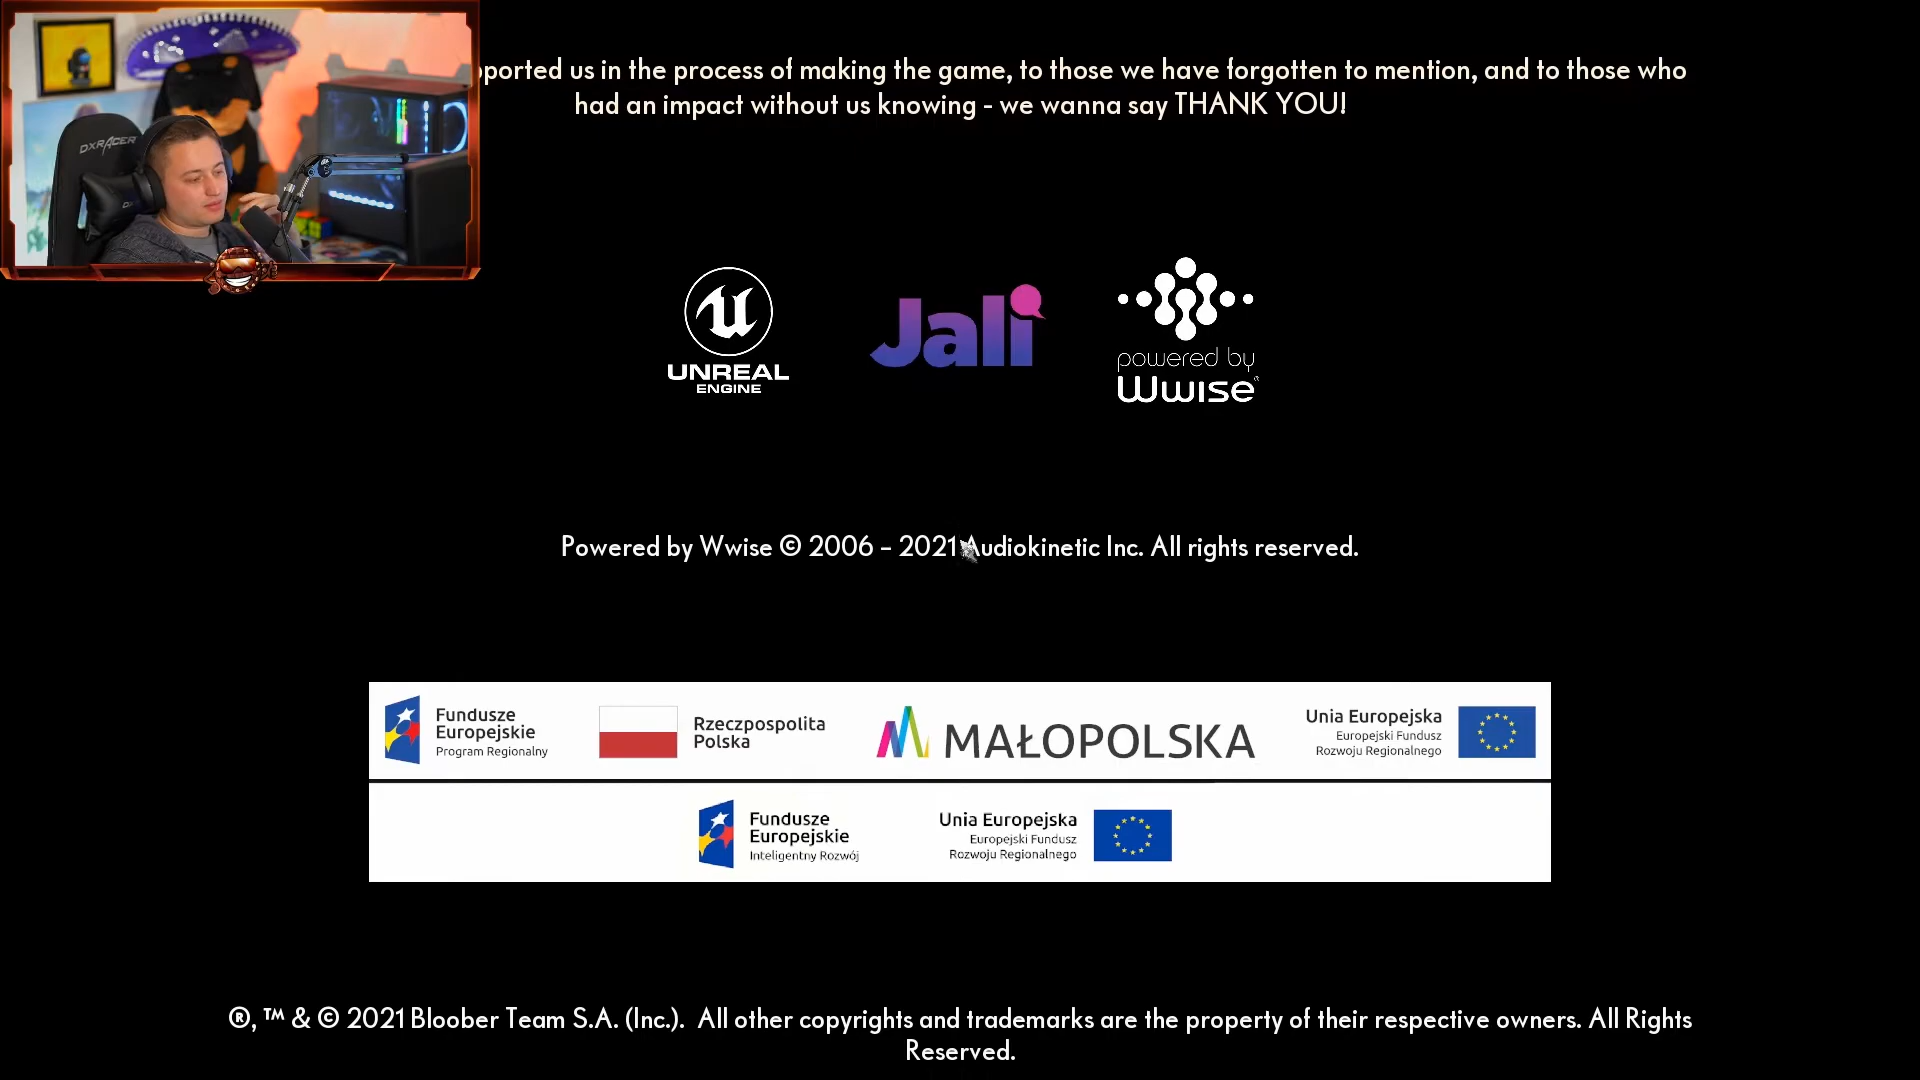 pported us in the process of making the game, to those we have forgotten to mention, and to those who
had an impact without us knowing - we wanna say THANK YOU!
DXRACER
UNREAL
ENGINE
Jali
powered by
Wwise®
Powered by Wwise © 2006 – 2021 Audiokinetic Inc. All rights reserved.
Fundusze
Europejskie
Program Regionalny
Rzeczpospolita
Polska
MAŁOPOLSKA
Unia Europejska
Europejski Fundusz
Rozwoju Regionalnego
Fundusze
Europejskie
Inteligentny Rozwój
Unia Europejska
Europejski Fundusz
Rozwoju Regionalnego
®, ™ & © 2021 Bloober Team S.A. (Inc.). All other copyrights and trademarks are the property of their respective owners. All Rights
Reserved.